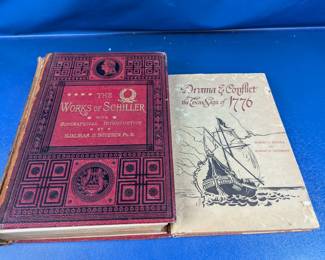 THE
WORKS OF SCHILLER
WITH
BIOGRAPHICAL INTRODUCTION
BY
HJALMAR H. BOYESEN Ph. D.
Drama & Conflict
the Texas Saga of
1776